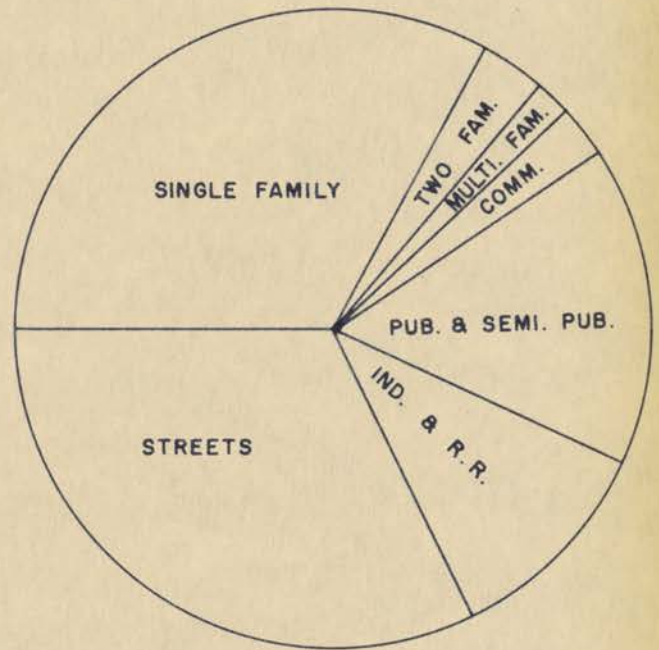 SINGLE FAMILY
TWO FAM.
MULTI. FAM.
COMM.
PUB. & SEMI. PUB.
IND. & R.R.
STREETS